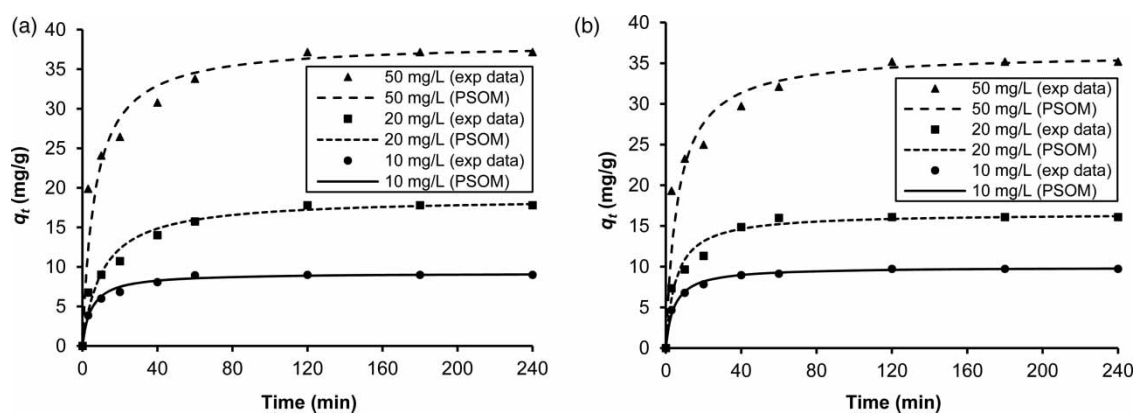 (a)
40
35
30
25
20
15
10
5
0
qt (mg/g)
50 mg/L (exp data)
50 mg/L (PSOM)
20 mg/L (exp data)
20 mg/L (PSOM)
10 mg/L (exp data)
10 mg/L (PSOM)
0 40 80 120 160 200 240
Time (min)
(b)
40
35
30
25
20
15
10
5
0
qt (mg/g)
50 mg/L (exp data)
50 mg/L (PSOM)
20 mg/L (exp data)
20 mg/L (PSOM)
10 mg/L (exp data)
10 mg/L (PSOM)
0 40 80 120 160 200 240
Time (min)